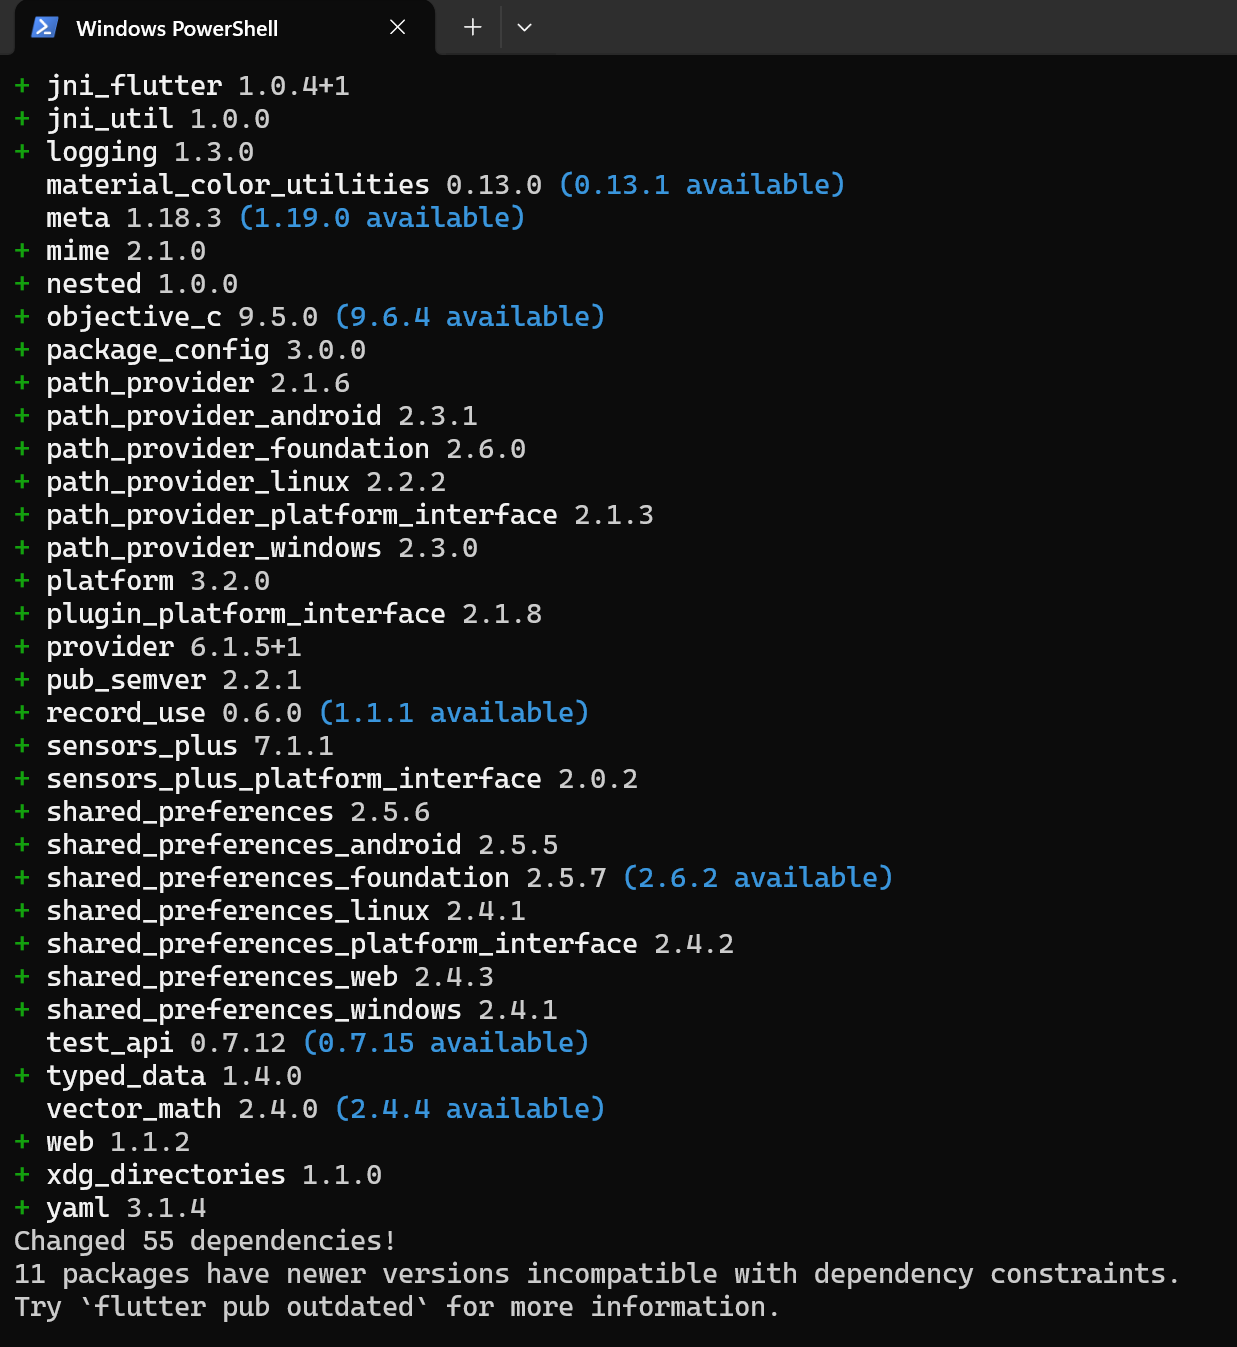 Windows PowerShell
+ jni_flutter 1.0.4+1
+ jni_util 1.0.0
+ logging 1.3.0
material_color_utilities 0.13.0 (0.13.1 available)
meta 1.18.3 (1.19.0 available)
+ mime 2.1.0
+ nested 1.0.0
+ objective_c 9.5.0 (9.6.4 available)
+ package_config 3.0.0
+ path_provider 2.1.6
+ path_provider_android 2.3.1
+ path_provider_foundation 2.6.0
+ path_provider_linux 2.2.2
+ path_provider_platform_interface 2.1.3
+ path_provider_windows 2.3.0
+ platform 3.2.0
+ plugin_platform_interface 2.1.8
+ provider 6.1.5+1
+ pub_semver 2.2.1
+ record_use 0.6.0 (1.1.1 available)
+ sensors_plus 7.1.1
+ sensors_plus_platform_interface 2.0.2
+ shared_preferences 2.5.6
+ shared_preferences_android 2.5.5
+ shared_preferences_foundation 2.5.7 (2.6.2 available)
+ shared_preferences_linux 2.4.1
+ shared_preferences_platform_interface 2.4.2
+ shared_preferences_web 2.4.3
+ shared_preferences_windows 2.4.1
test_api 0.7.12 (0.7.15 available)
+ typed_data 1.4.0
vector_math 2.4.0 (2.4.4 available)
+ web 1.1.2
+ xdg_directories 1.1.0
+ yaml 3.1.4
Changed 55 dependencies!
11 packages have newer versions incompatible with dependency constraints.
Try `flutter pub outdated` for more information.